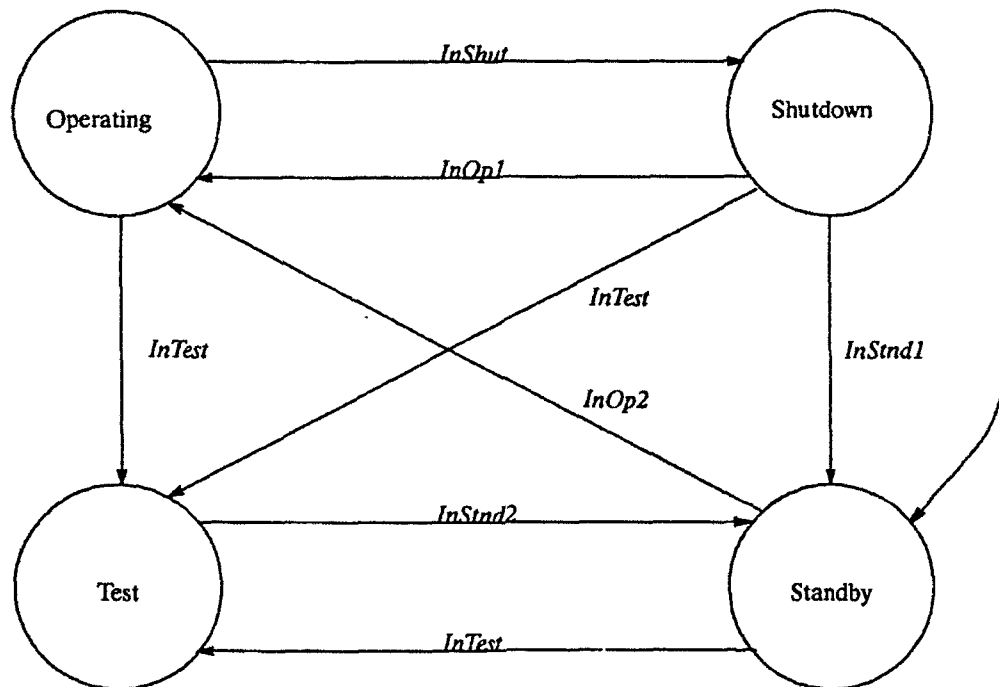 InShut
Operating
Shutdown
InOp1
InTest
InTest
InStnd1
InOp2
InStnd2
Test
Standby
InTest